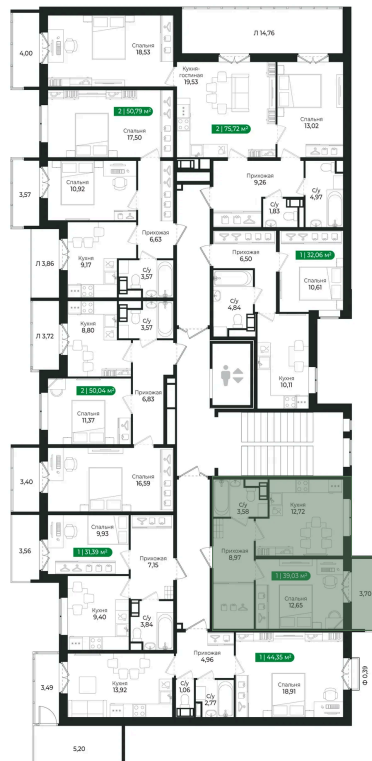 4,00
Спальня
18,53
Л 14,76
Кухня-
гостиная
19,53
Спальня
13,02
2 | 50,79 м²
Спальня
17,50
2 | 75,72 м²
3,57
Спальня
10,92
Прихожая
6,63
9,26
С/у
1,83
С/у
4,97
Л 3,86
Кухня
9,17
С/у
3,57
Прихожая
6,50
1 | 32,06 м²
Спальня
10,61
С/у
4,84
Л 3,72
Кухня
8,80
С/у
3,57
Кухня
10,11
2 | 50,04 м²
Спальня
11,37
Прихожая
6,83
3,40
Спальня
16,59
С/у
3,58
Кухня
12,72
3,56
Спальня
9,93
1 | 31,39 м²
Прихожая
7,15
Прихожая
8,97
1 | 39,03 м²
Спальня
12,65
3,70
Кухня
9,40
С/у
3,84
Прихожая
4,96
1 | 44,35 м²
3,49
Кухня
13,92
С/у
1,06
С/у
2,77
Спальня
18,91
Ф 0,39
5,20